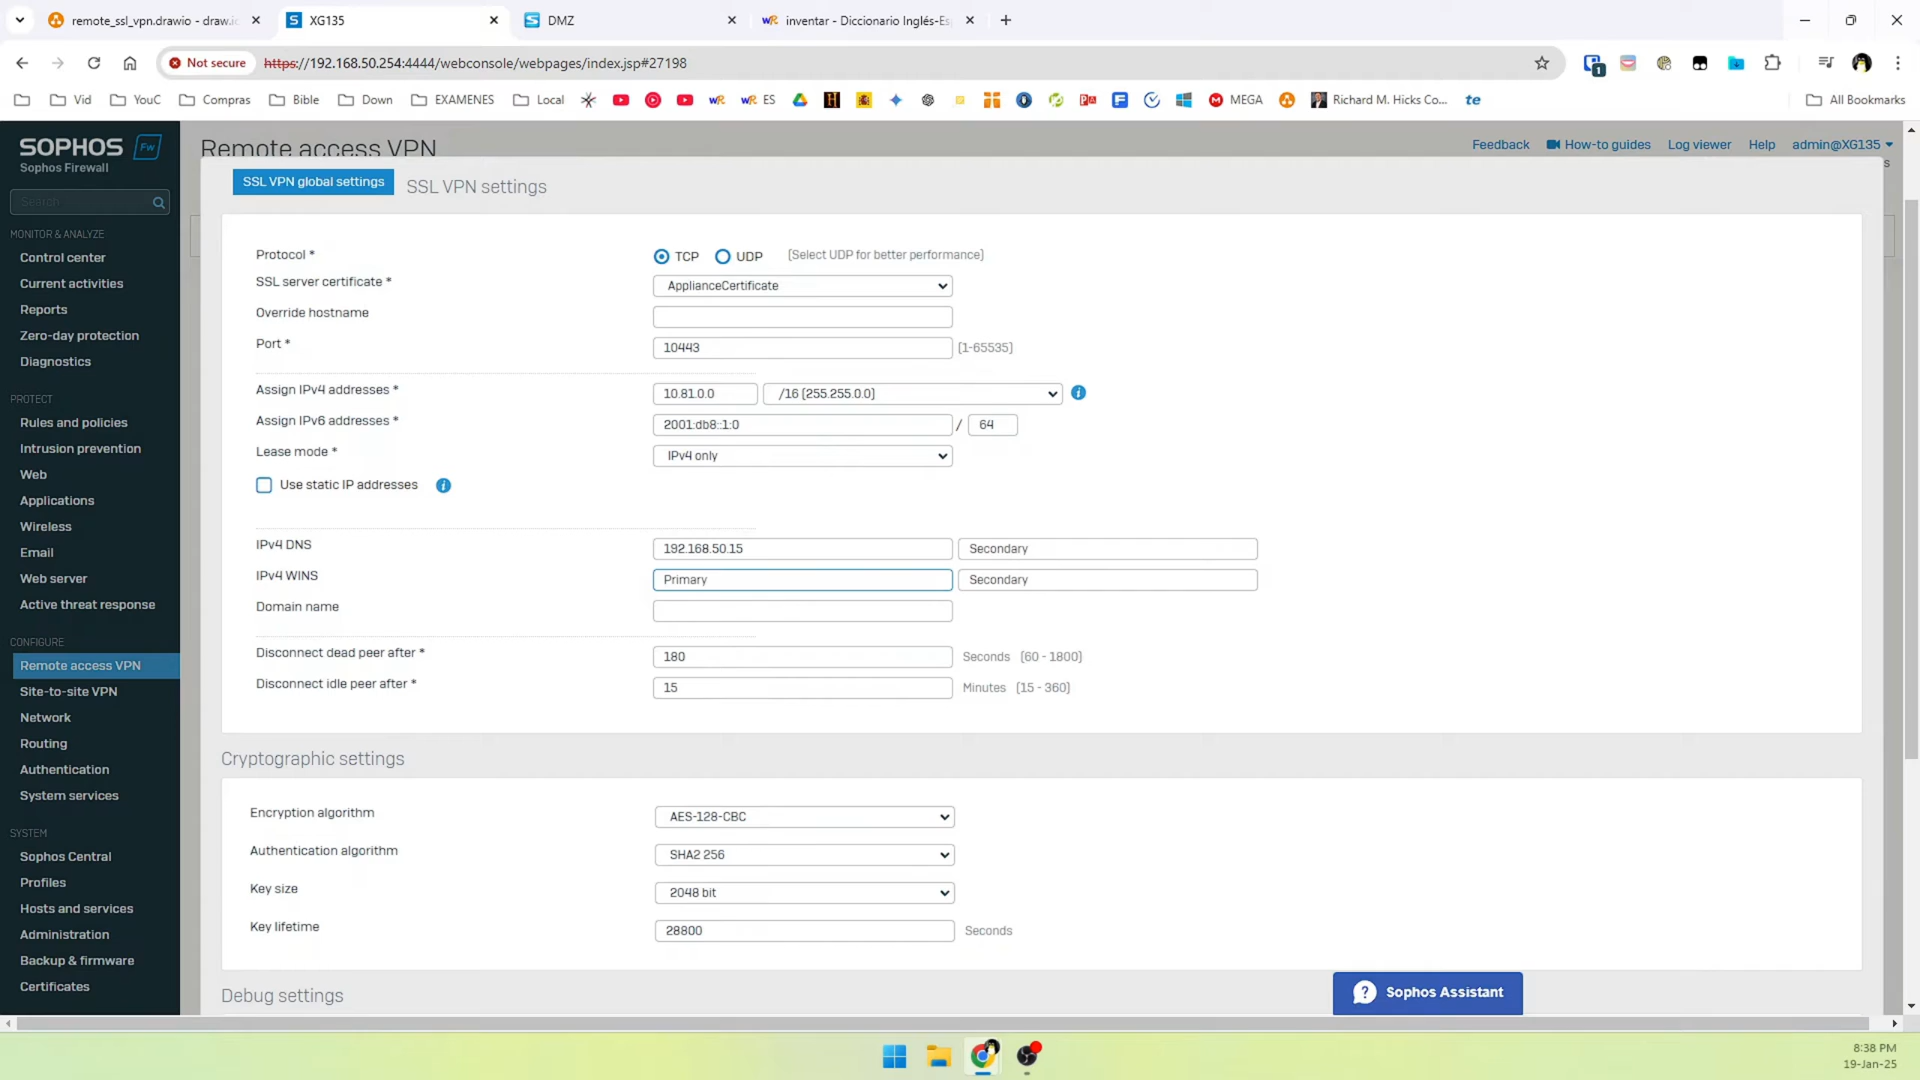 remote_ssl_vpn.drawio - draw.i
XG135
DMZ
inventar - Diccionario Inglés-Es
Not secure
https://192.168.50.254:4444/webconsole/webpages/index.jsp#27198
Vid
YouC
Compras
Bible
Down
EXAMENES
Local
ES
MEGA
Richard M. Hicks Co...
te
All Bookmarks
SOPHOS Fw
Sophos Firewall
Search
MONITOR & ANALYZE
Control center
Current activities
Reports
Zero-day protection
Diagnostics
PROTECT
Rules and policies
Intrusion prevention
Web
Applications
Wireless
Email
Web server
Active threat response
CONFIGURE
Remote access VPN
Site-to-site VPN
Network
Routing
Authentication
System services
SYSTEM
Sophos Central
Profiles
Hosts and services
Administration
Backup & firmware
Certificates
Remote access VPN
Feedback
How-to guides
Log viewer
Help
admin@XG135
SSL VPN global settings
SSL VPN settings
Protocol *
TCP
UDP
(Select UDP for better performance)
SSL server certificate *
ApplianceCertificate
Override hostname
Port *
10443
[1-65535]
Assign IPv4 addresses *
10.81.0.0
/16 (255.255.0.0)
Assign IPv6 addresses *
2001:db8::1:0
/
64
Lease mode *
IPv4 only
Use static IP addresses
IPv4 DNS
192.168.50.15
Secondary
IPv4 WINS
Primary
Secondary
Domain name
Disconnect dead peer after *
180
Seconds (60 - 1800)
Disconnect idle peer after *
15
Minutes (15 - 360)
Cryptographic settings
Encryption algorithm
AES-128-CBC
Authentication algorithm
SHA2 256
Key size
2048 bit
Key lifetime
28800
Seconds
Debug settings
Sophos Assistant
8:38 PM
19-Jan-25